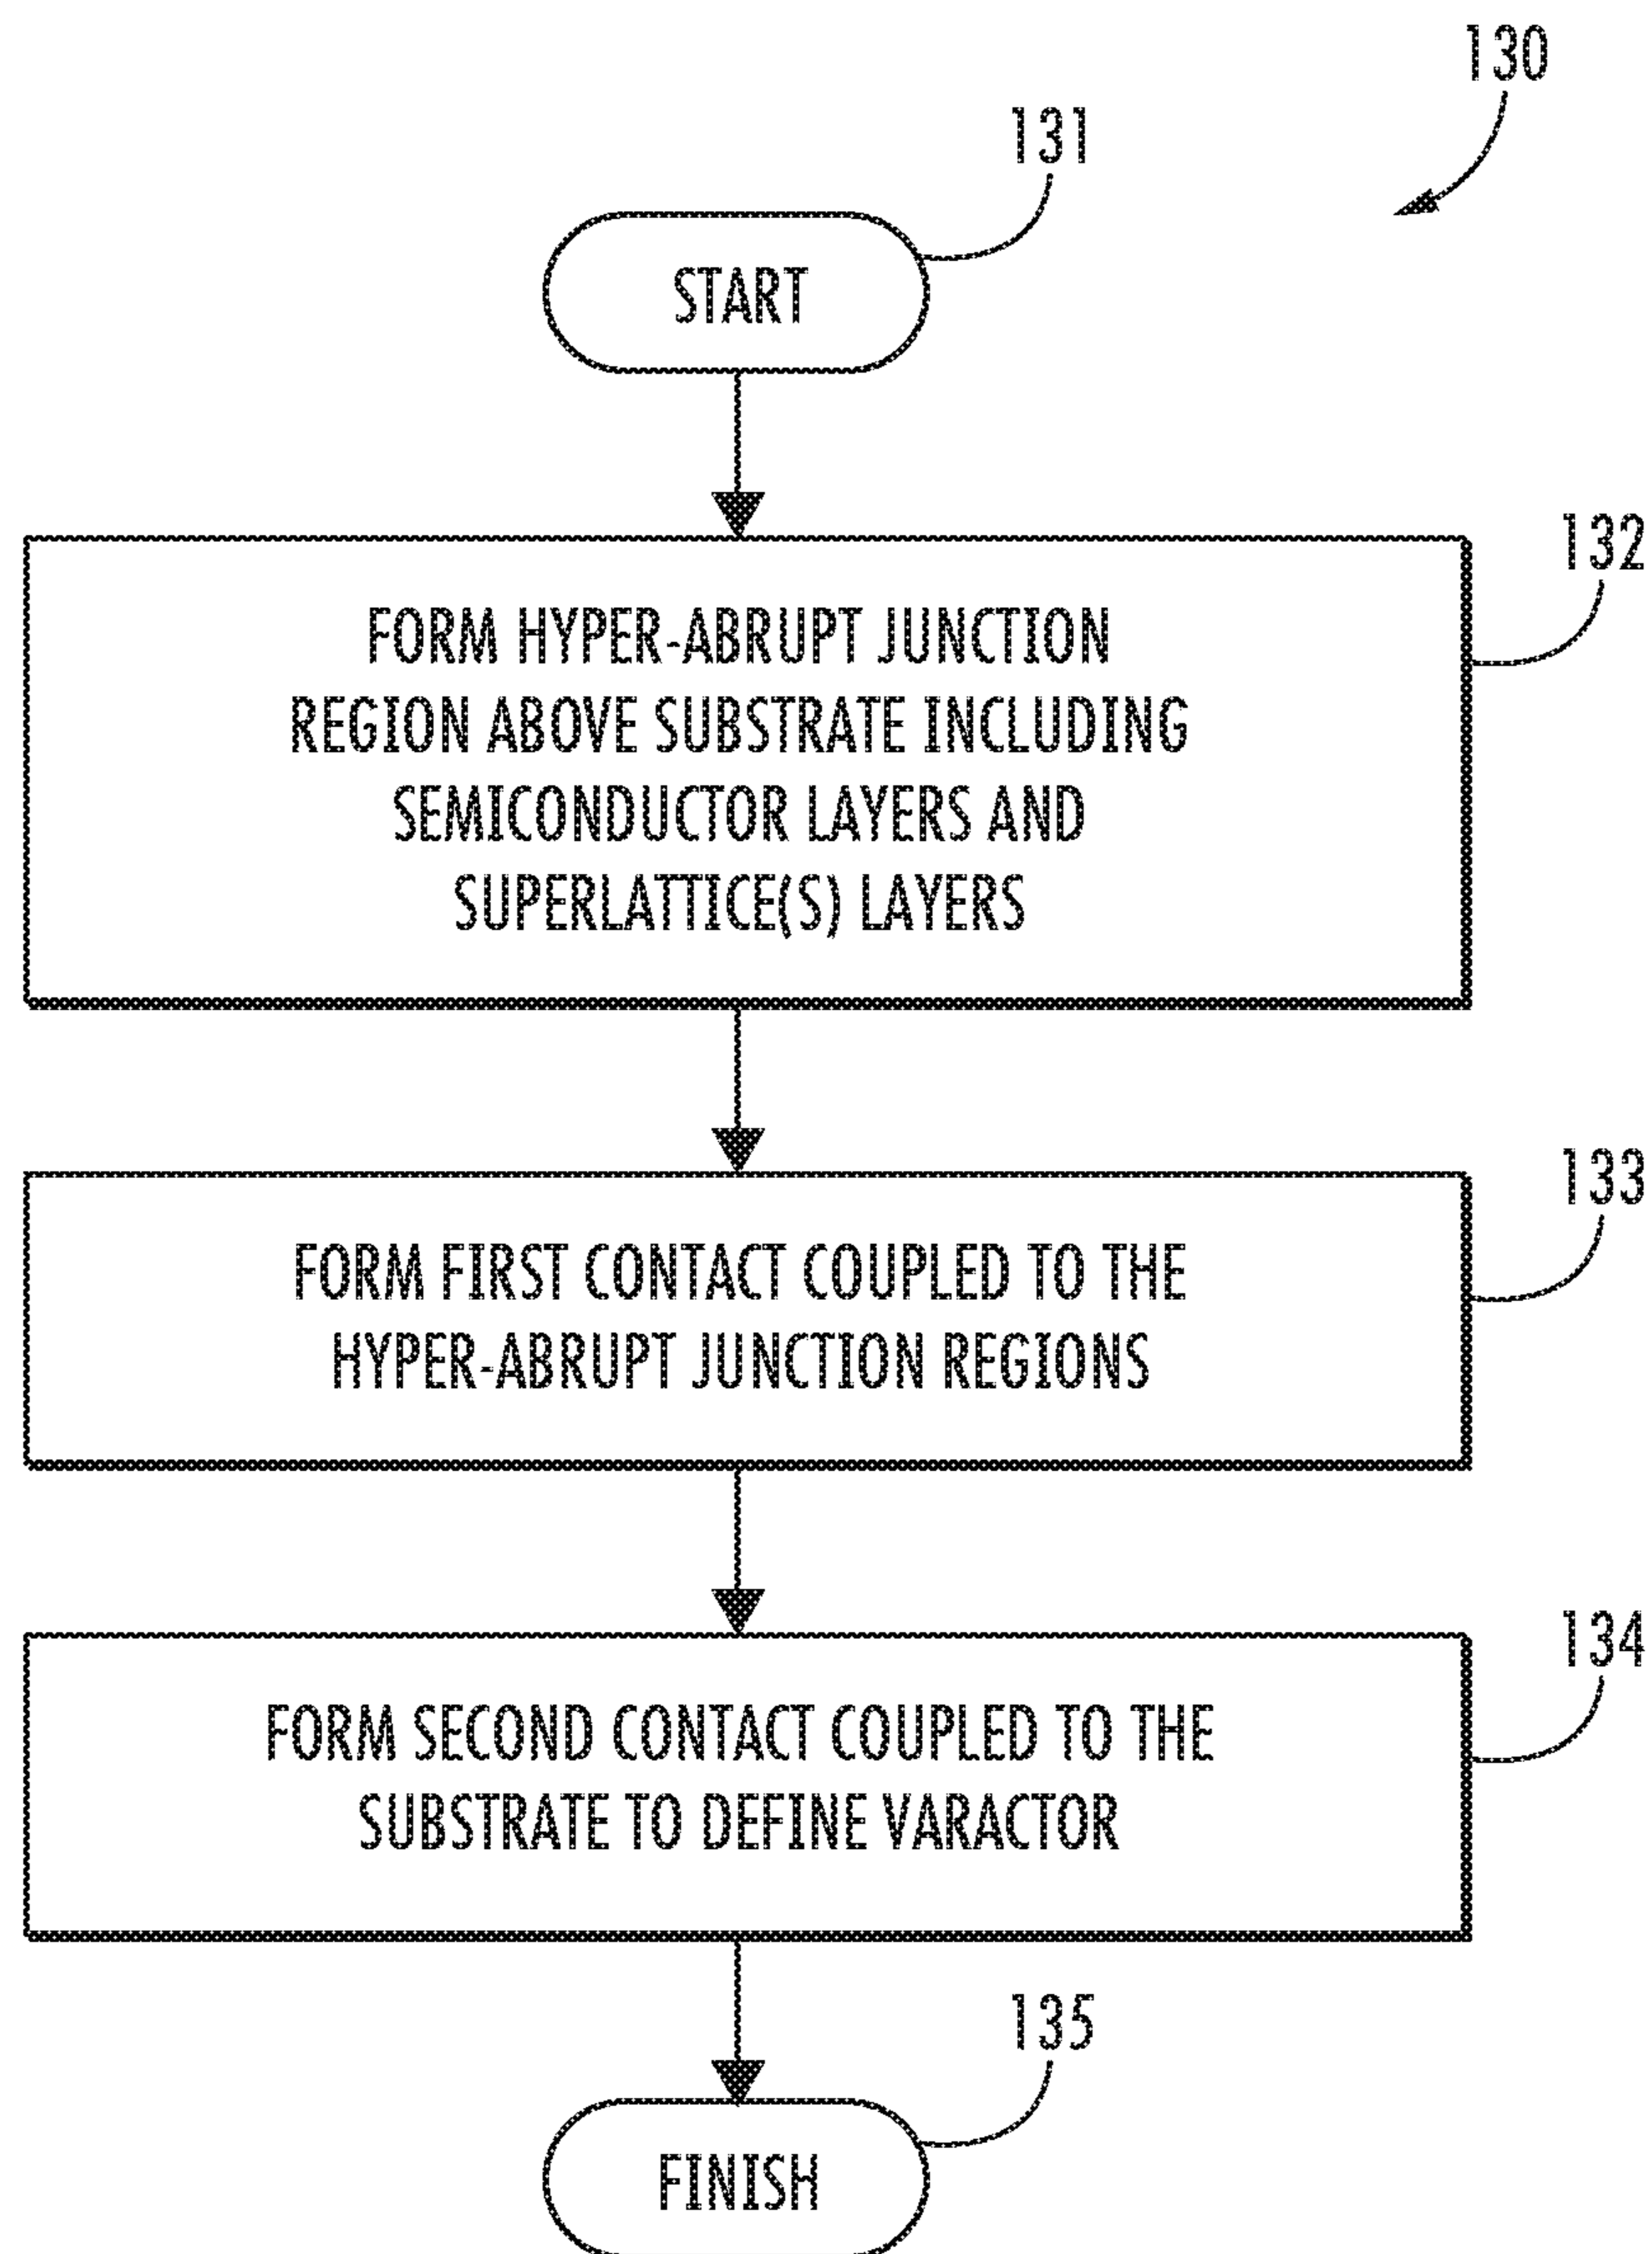 130
131
START
132
FORM HYPER-ABRUPT JUNCTION
REGION ABOVE SUBSTRATE INCLUDING
SEMICONDUCTOR LAYERS AND
SUPERLATTICE(S) LAYERS
133
FORM FIRST CONTACT COUPLED TO THE
HYPER-ABRUPT JUNCTION REGIONS
134
FORM SECOND CONTACT COUPLED TO THE
SUBSTRATE TO DEFINE VARACTOR
135
FINISH